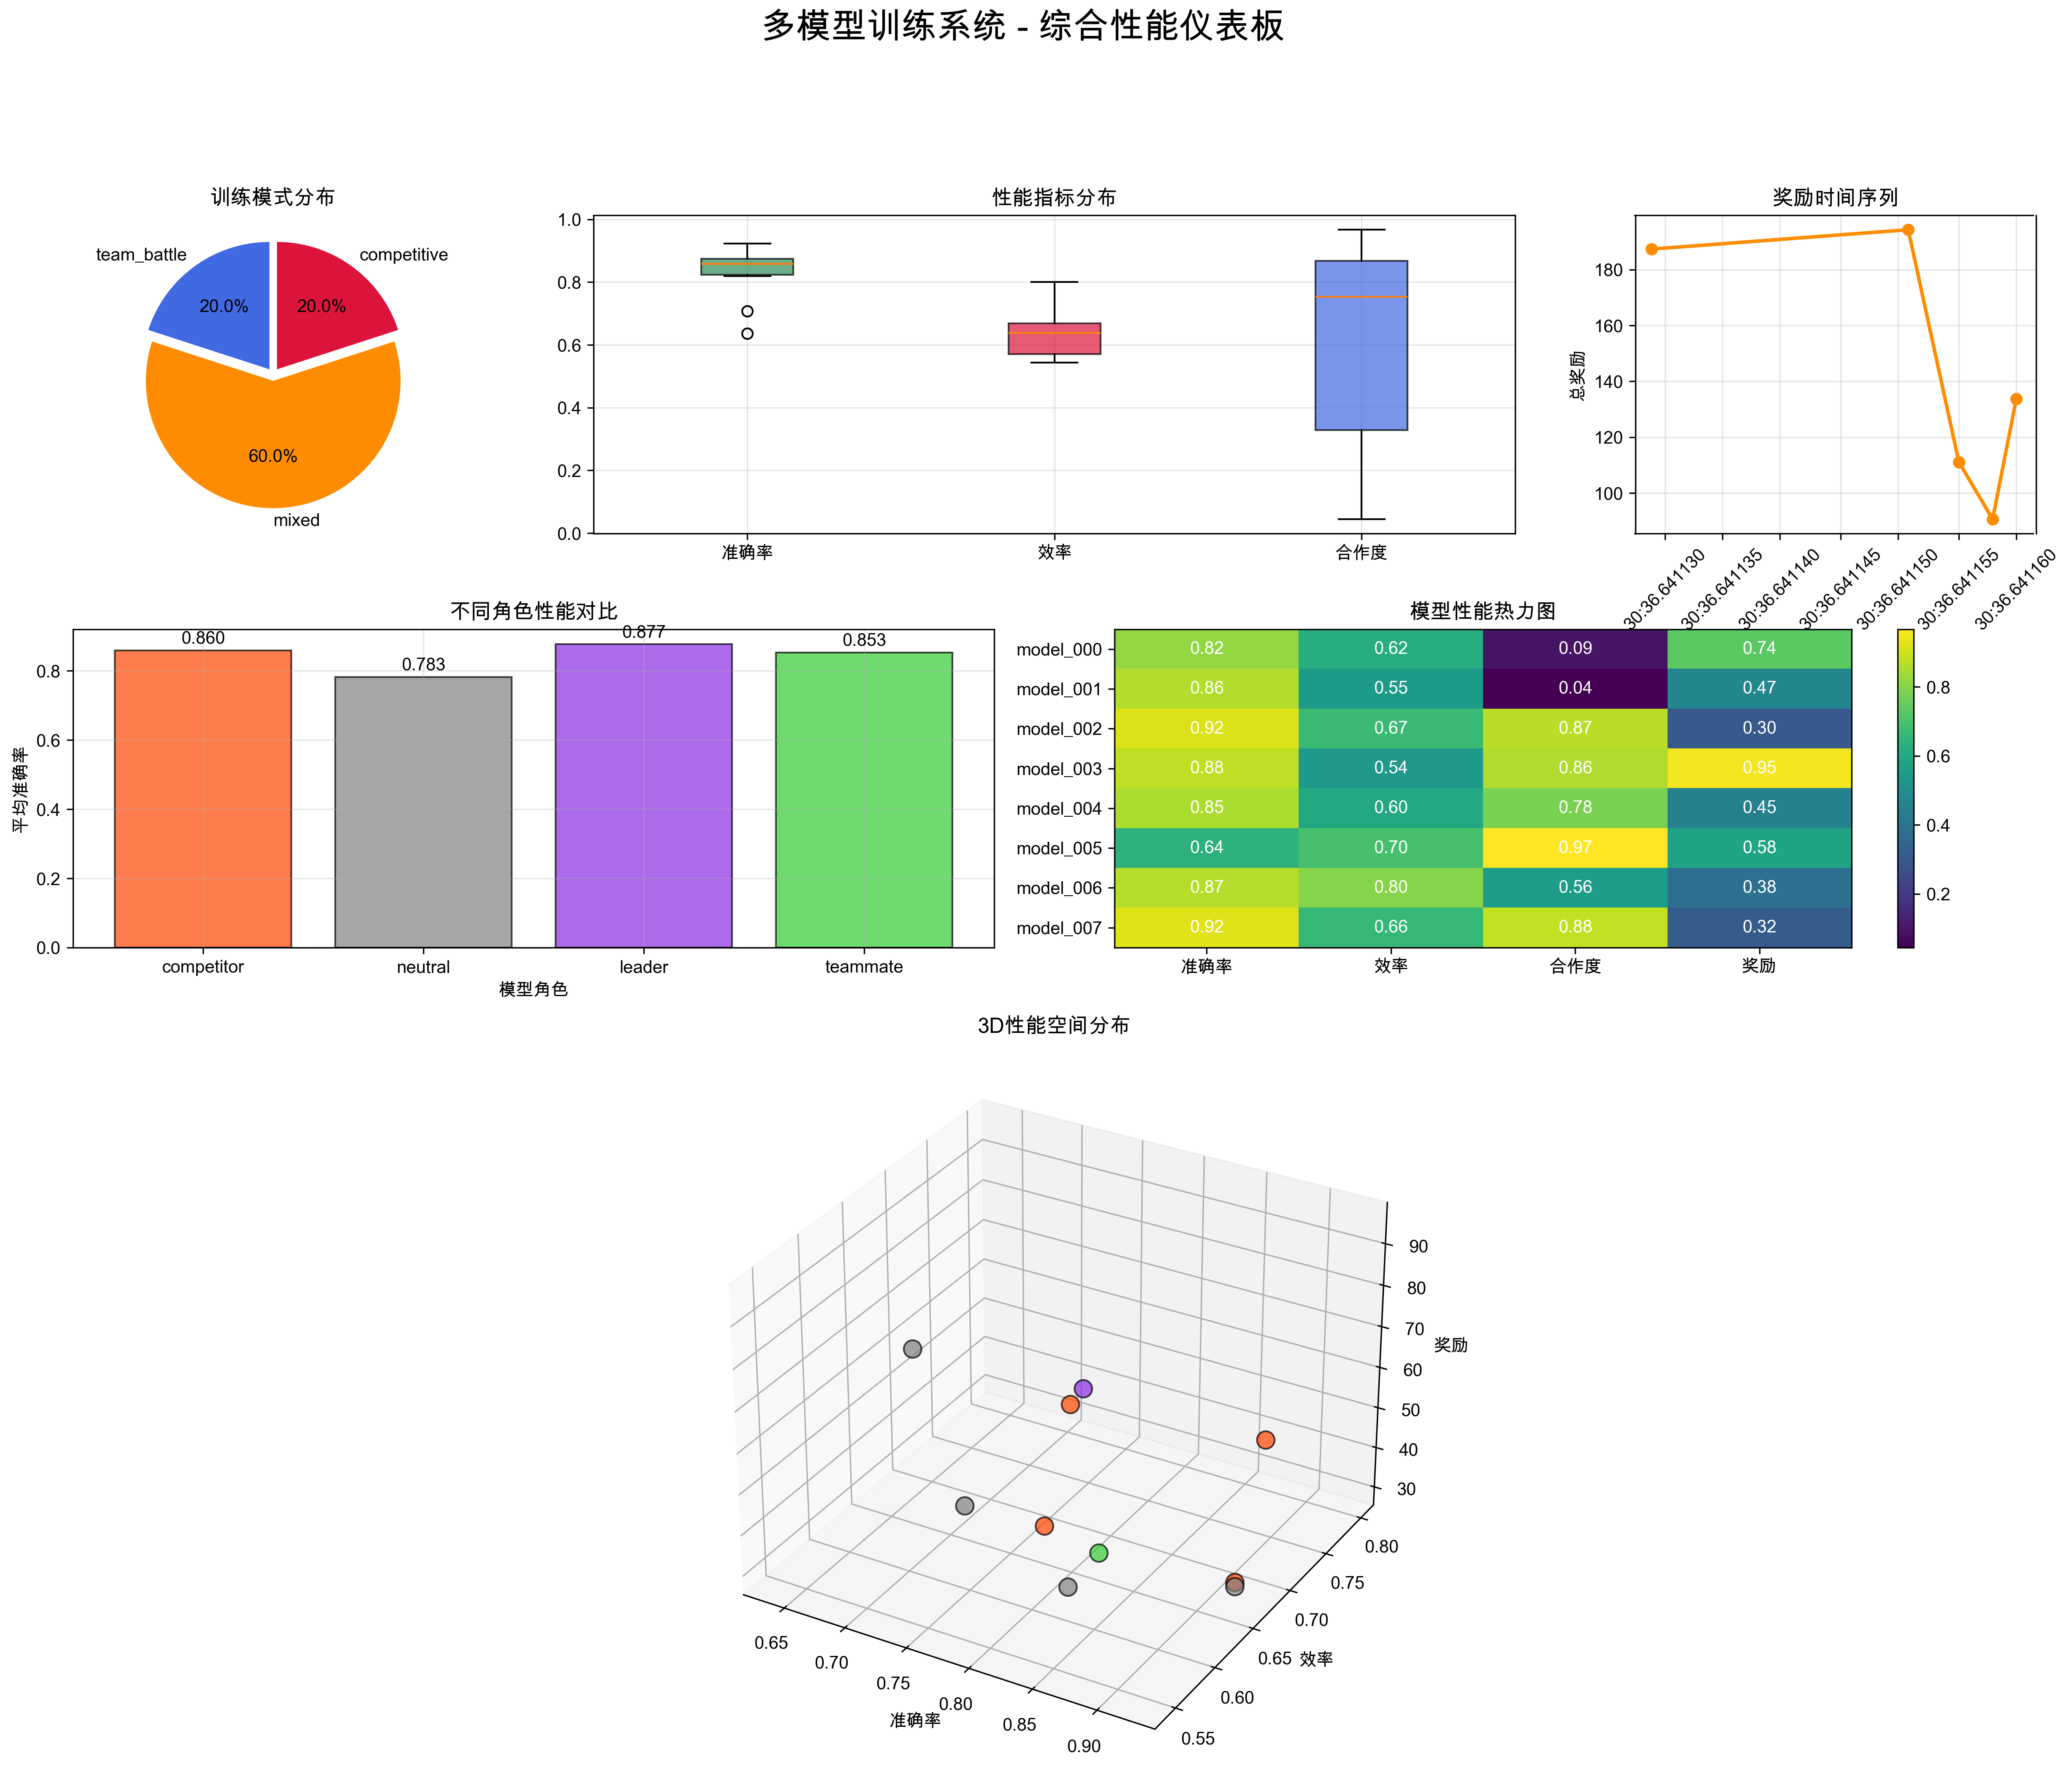 多模型训练系统 - 综合性能仪表板
训练模式分布
team_battle
competitive
20.0%
20.0%
60.0%
mixed
性能指标分布
1.0
0.8
0.6
0.4
0.2
0.0
准确率
效率
合作度
奖励时间序列
总奖励
180
160
140
120
100
30:36.641130
30:36.641135
30:36.641140
30:36.641145
30:36.641150
30:36.641155
30:36.641160
不同角色性能对比
平均准确率
0.8
0.6
0.4
0.2
0.0
0.860
0.783
0.877
0.853
competitor
neutral
leader
teammate
模型角色
模型性能热力图
model_000 0.82 0.62 0.09 0.74
model_001 0.86 0.55 0.04 0.47
model_002 0.92 0.67 0.87 0.30
model_003 0.88 0.54 0.86 0.95
model_004 0.85 0.60 0.78 0.45
model_005 0.64 0.70 0.97 0.58
model_006 0.87 0.80 0.56 0.38
model_007 0.92 0.66 0.88 0.32
准确率
效率
合作度
奖励
0.8
0.6
0.4
0.2
3D性能空间分布
90
80
70
60
50
40
30
奖励
0.80
0.75
0.70
0.65
0.60
0.55
效率
0.65
0.70
0.75
0.80
0.85
0.90
准确率